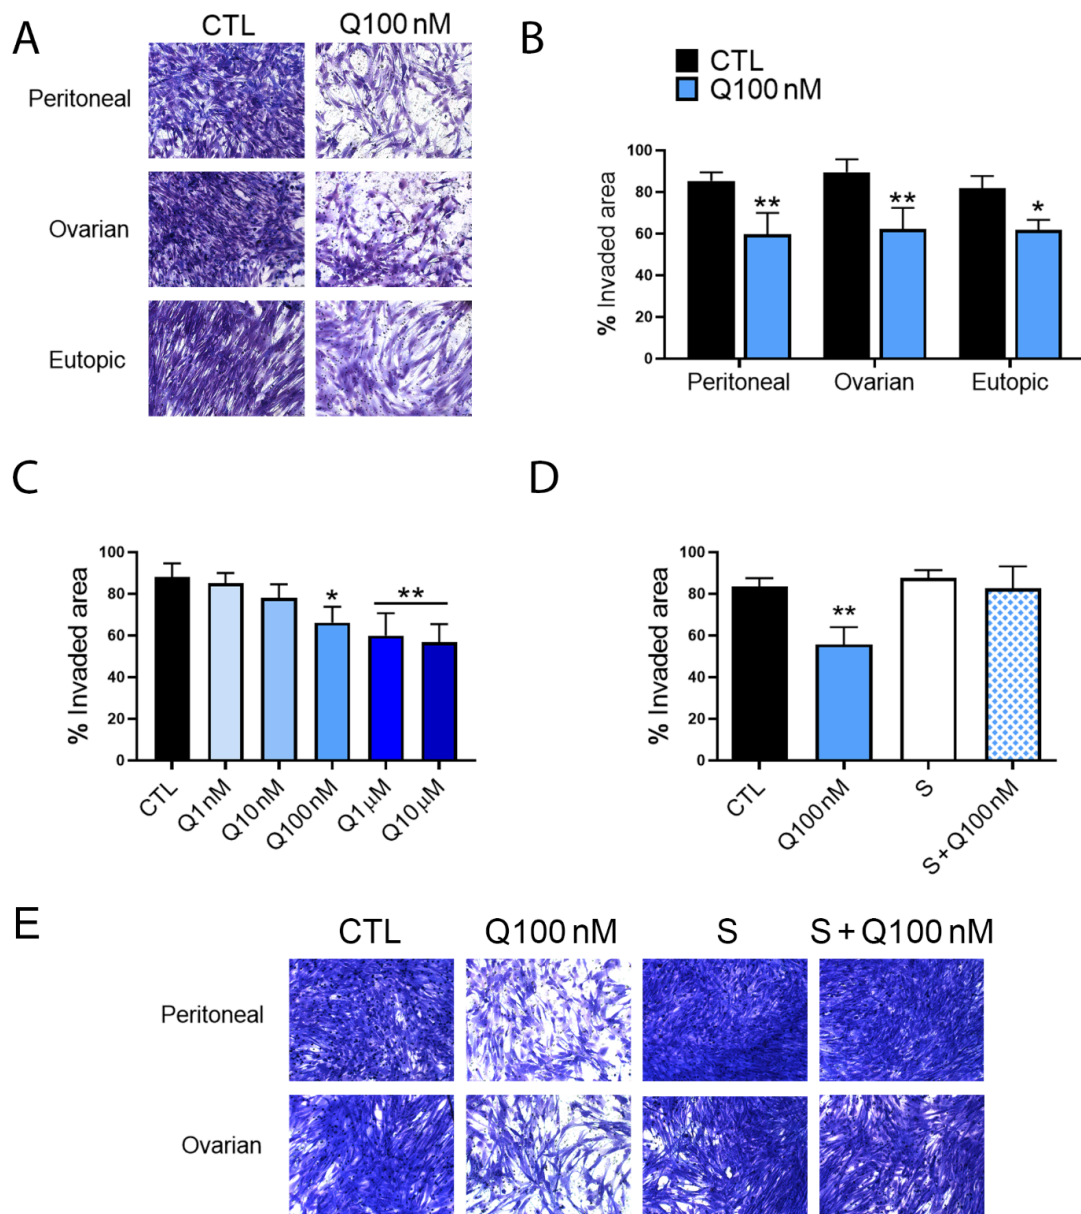 A
CTL
Q100 nM
Peritoneal
Ovarian
Eutopic
B
CTL
Q100 nM
% Invaded area
100
80
60
40
20
0
**
**
*
Peritoneal
Ovarian
Eutopic
C
% Invaded area
100
80
60
40
20
0
*
**
CTL
Q1 nM
Q10 nM
Q100 nM
Q1 µM
Q10 µM
D
% Invaded area
100
80
60
40
20
0
**
CTL
Q100 nM
S
S + Q100 nM
E
CTL
Q100 nM
S
S + Q100 nM
Peritoneal
Ovarian